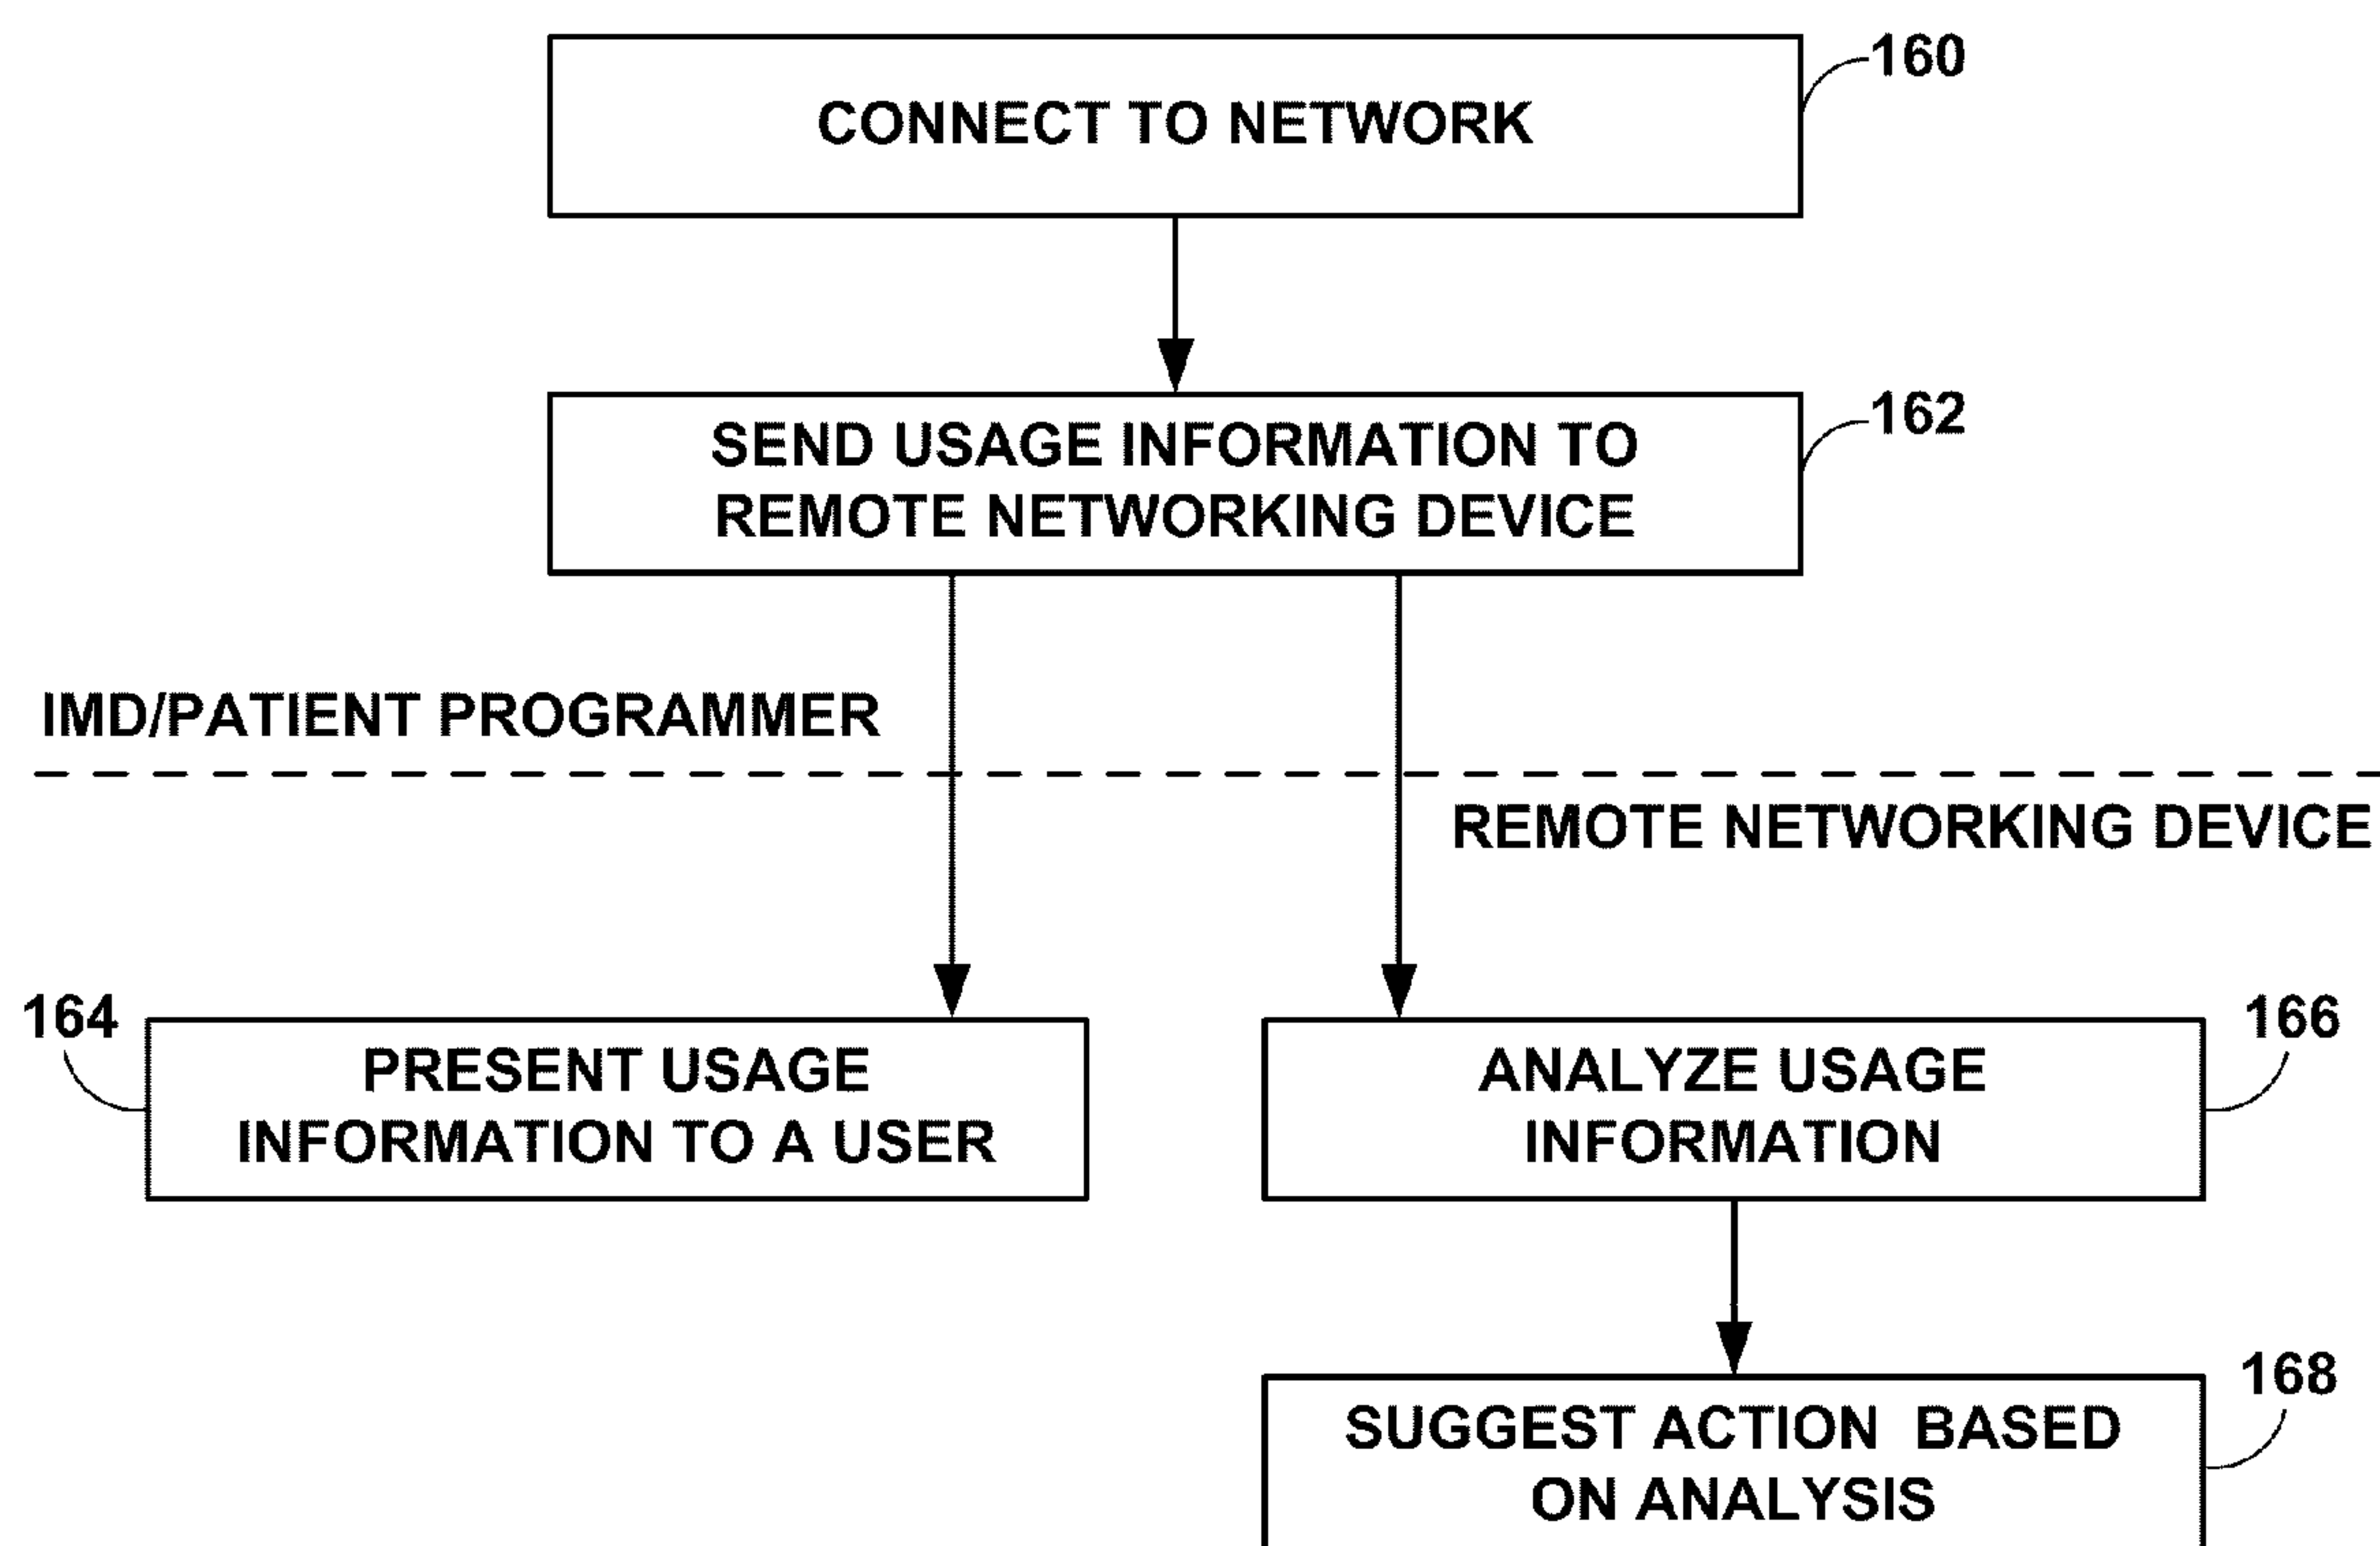 CONNECT TO NETWORK
160
SEND USAGE INFORMATION TO
REMOTE NETWORKING DEVICE
162
IMD/PATIENT PROGRAMMER
REMOTE NETWORKING DEVICE
164
PRESENT USAGE
INFORMATION TO A USER
ANALYZE USAGE
INFORMATION
166
SUGGEST ACTION BASED
ON ANALYSIS
168